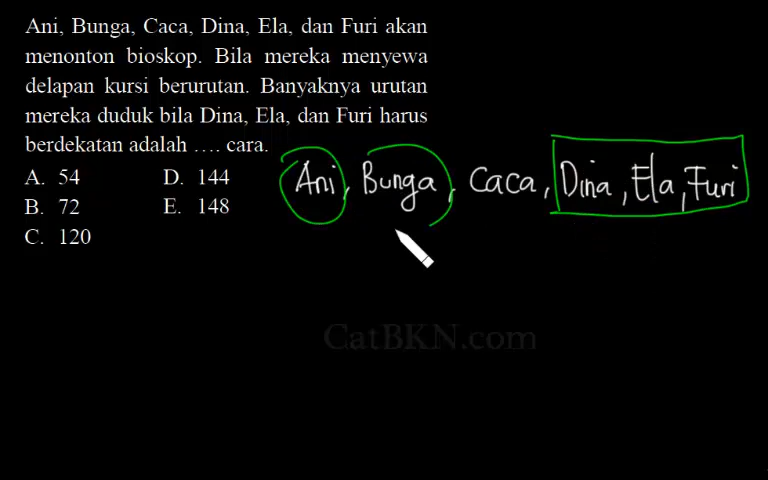 Ani, Bunga, Caca, Dina, Ela, dan Furi akan
menonton bioskop. Bila mereka menyewa
delapan kursi berurutan. Banyaknya urutan
mereka duduk bila Dina, Ela, dan Furi harus
berdekatan adalah …. cara.
A. 54 D. 144
B. 72 E. 148
C. 120
Ani, Bunga, Caca, Dina, Ela, Furi
CatBKN.com